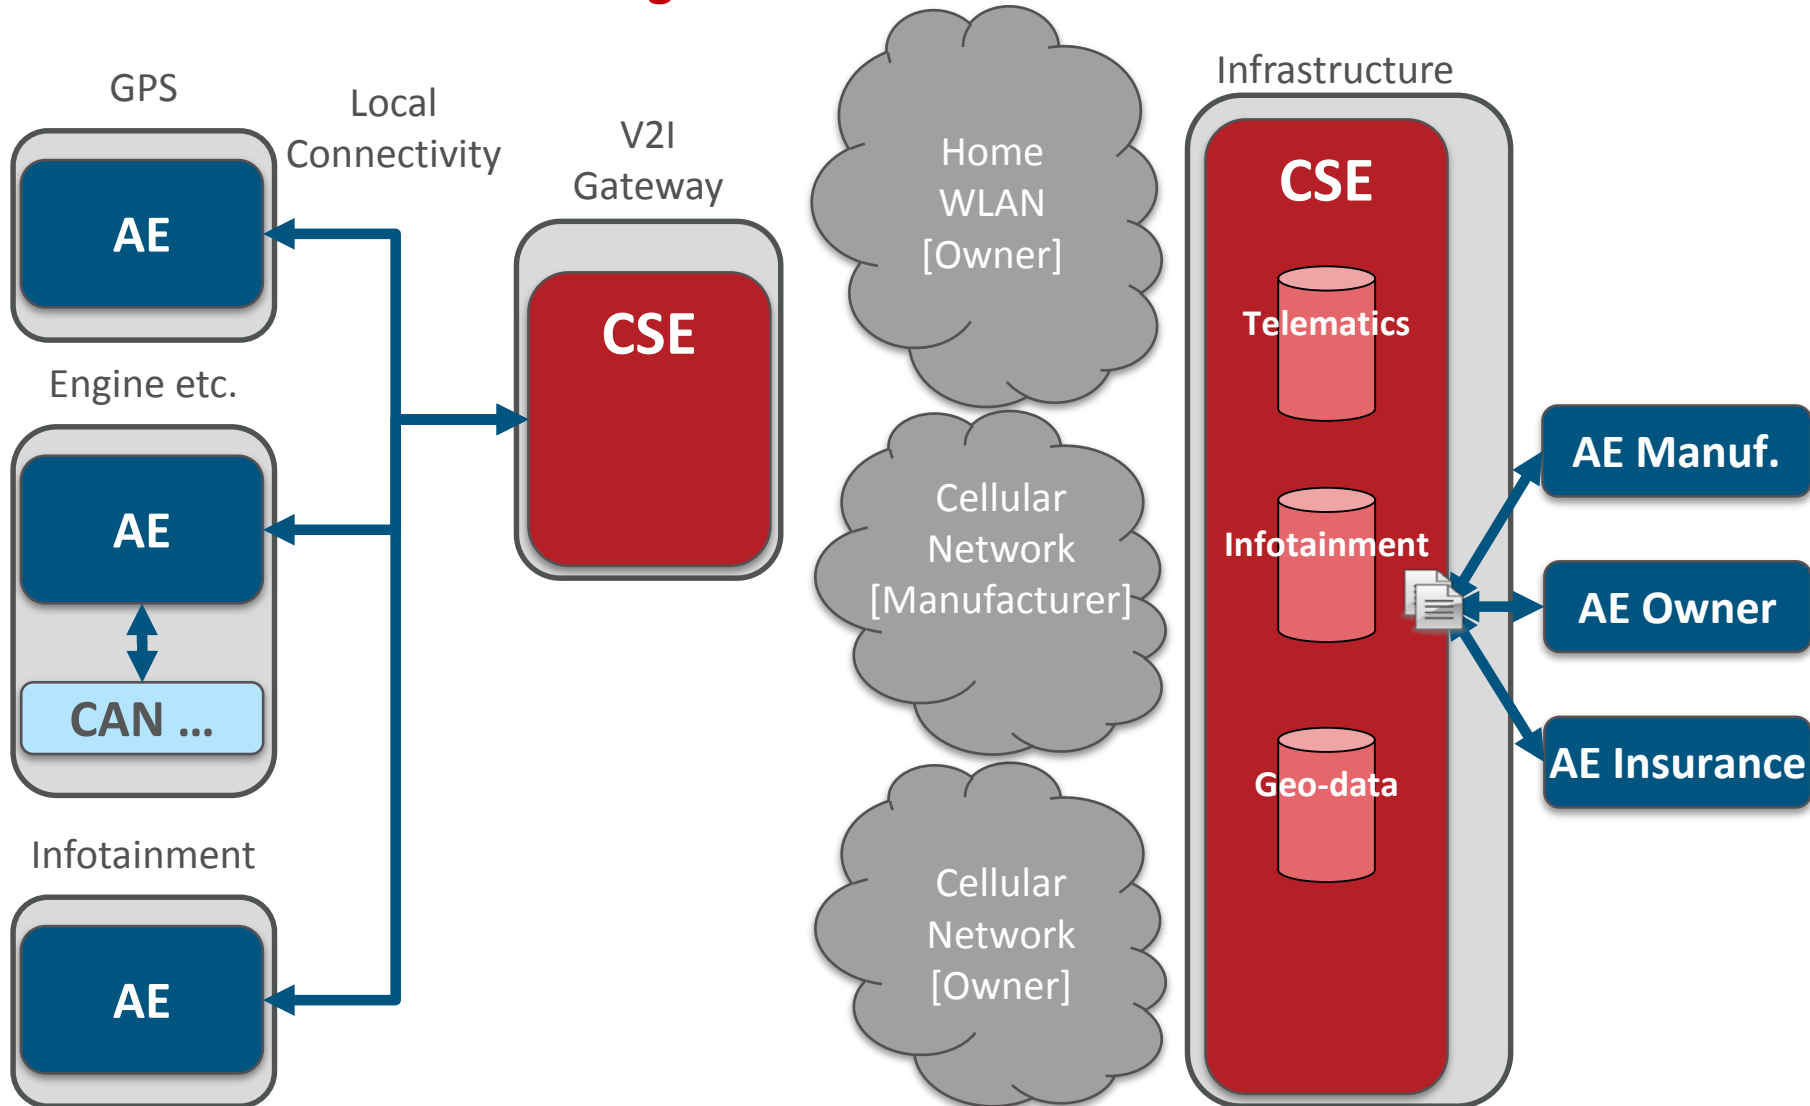 GPS
AE
Local
Connectivity
Engine etc.
AE
CAN ...
Infotainment
AE
V2I
Gateway
CSE
Home
WLAN
[Owner]
Cellular
Network
[Manufacturer]
Cellular
Network
[Owner]
Infrastructure
CSE
Telematics
Infotainment
Geo-data
AE Manuf.
AE Owner
AE Insurance